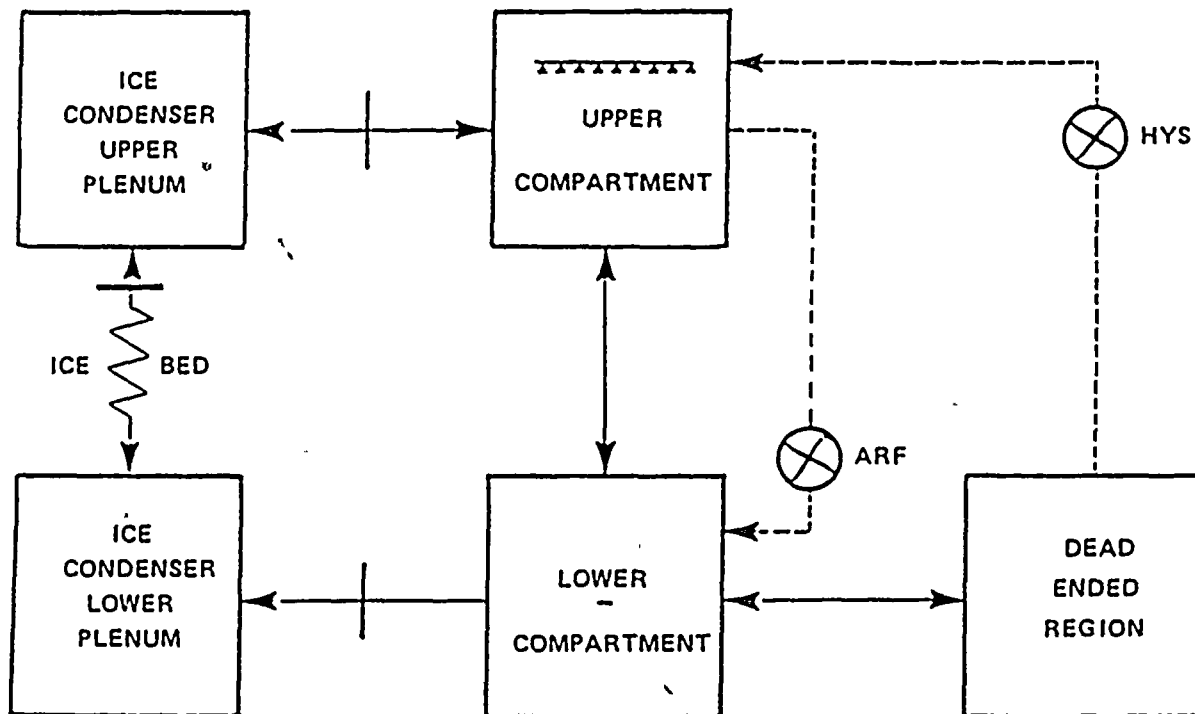 ICE
CONDENSER
UPPER
PLENUM
UPPER
COMPARTMENT
HYS
ICE BED
ARF
ICE
CONDENSER
LOWER
PLENUM
LOWER
COMPARTMENT
DEAD
ENDED
REGION